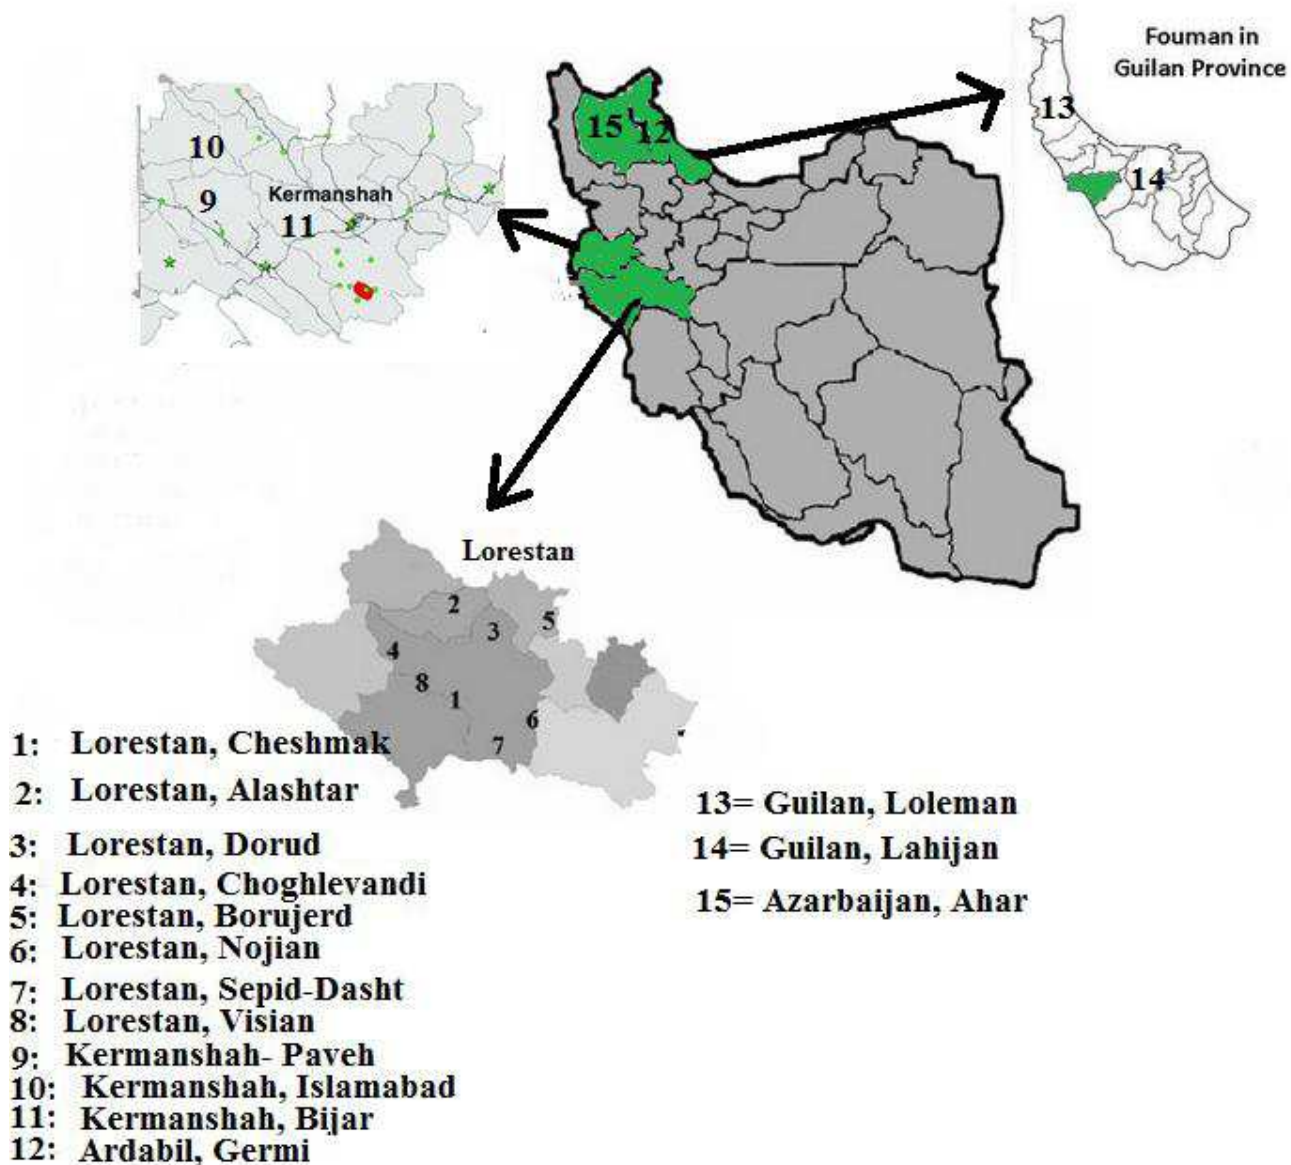 Fouman in
Guilan Province
13
14
15
12
10
9
Kermanshah
11
Lorestan
2
3
5
4
8
1
6
7
1: Lorestan, Cheshmak
2: Lorestan, Alashtar
3: Lorestan, Dorud
4: Lorestan, Choghlevandi
5: Lorestan, Borujerd
6: Lorestan, Nojian
7: Lorestan, Sepid-Dasht
8: Lorestan, Visian
9: Kermanshah- Paveh
10: Kermanshah, Islamabad
11: Kermanshah, Bijar
12: Ardabil, Germi
13= Guilan, Loleman
14= Guilan, Lahijan
15= Azarbaijan, Ahar